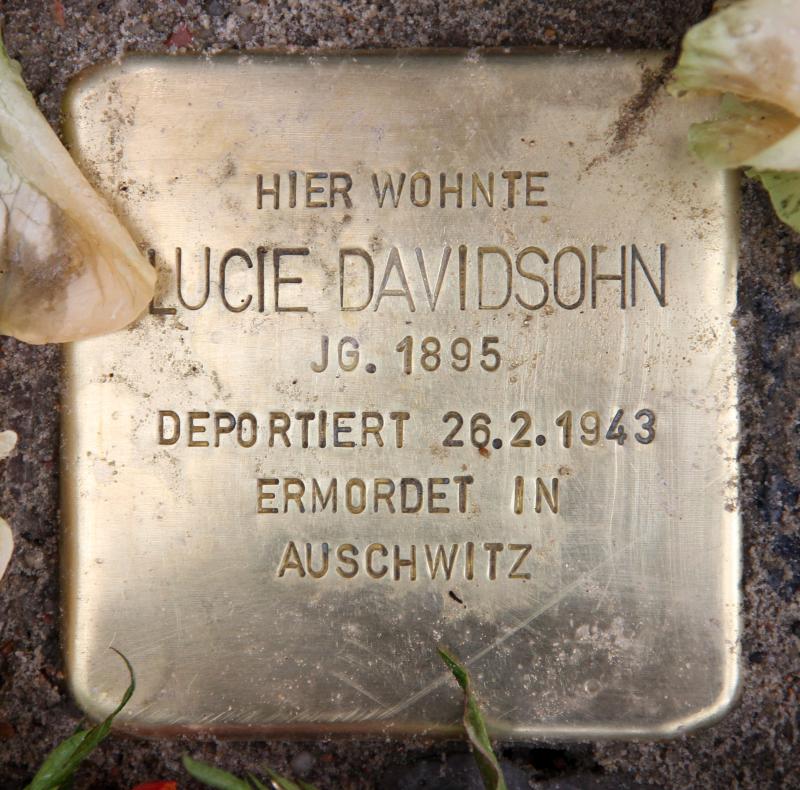 HIER WOHNTE
LUCIE DAVIDSOHN
JG. 1895
DEPORTIERT 26.2.1943
ERMORDET IN
AUSCHWITZ